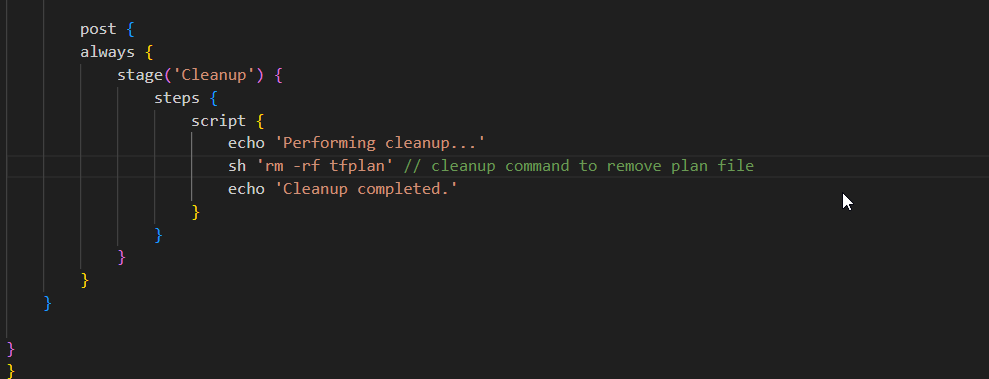 post {
always {
stage('Cleanup') {
steps {
script {
echo 'Performing cleanup...'
sh 'rm -rf tfplan' // cleanup command to remove plan file
echo 'Cleanup completed.'
}
}
}
}
}
}
}